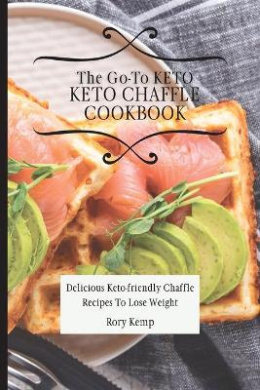 The Go-To KETO
KETO CHAFFLE
COOKBOOK
Delicious Keto-friendly Chaffle
Recipes To Lose Weight
Rory Kemp